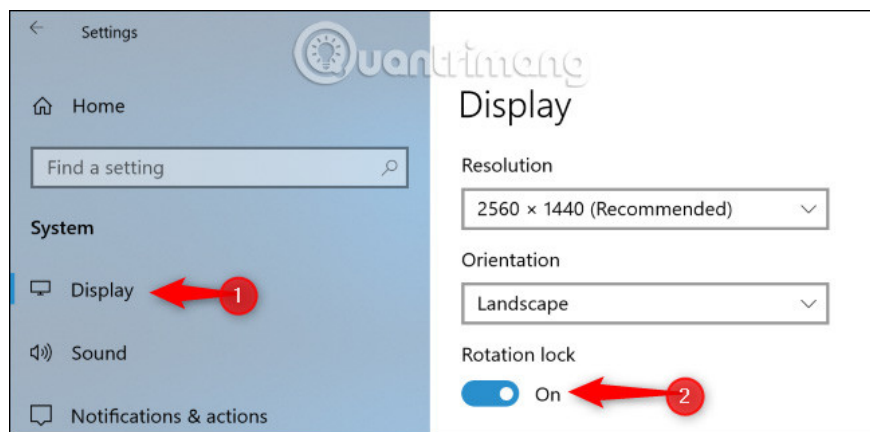 Settings
Quantrimang
Home
Find a setting
System
Display
1
Sound
Notifications & actions
Display
Resolution
2560 × 1440 (Recommended)
Orientation
Landscape
Rotation lock
On
2